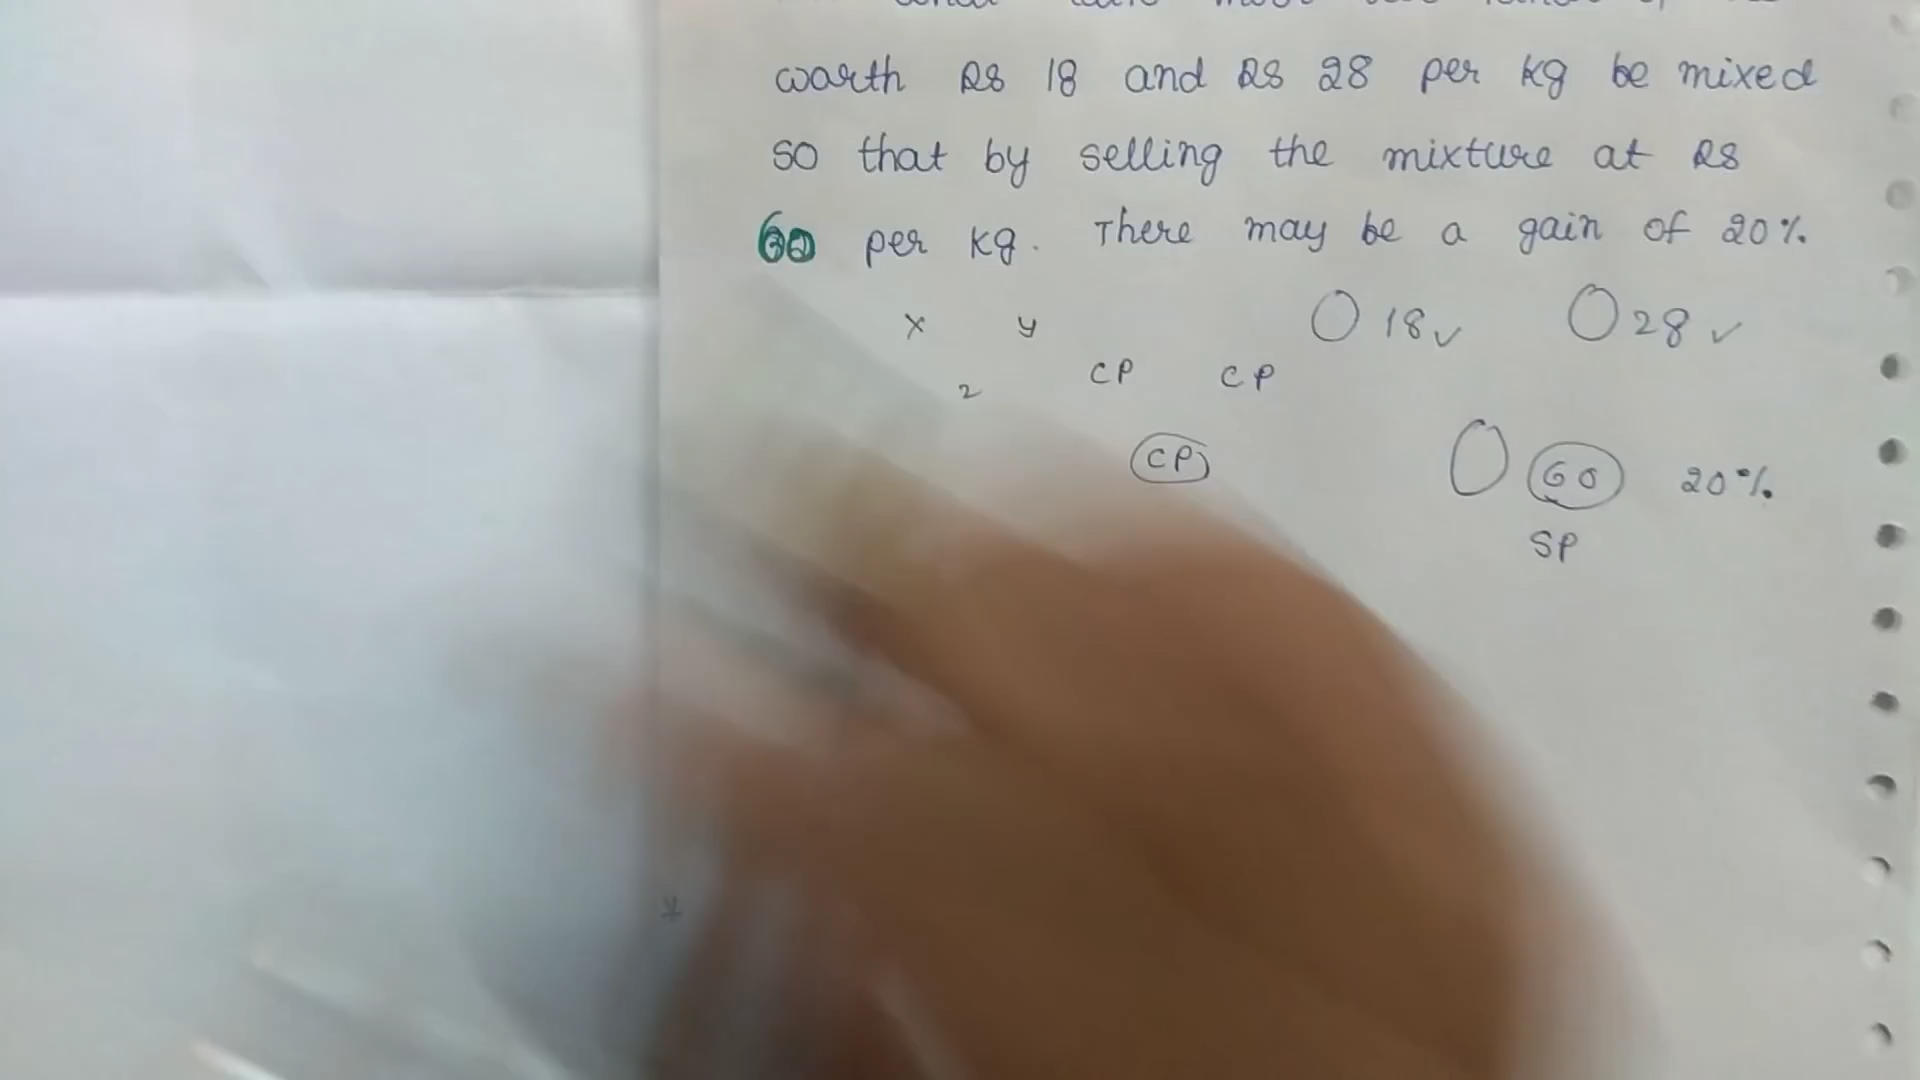 warth Rs 18 and Rs 28 per kg be mixed
so that by selling the mixture at Rs
60 per kg. There may be a gain of 20%.
x y 18✓ 28✓
2 CP CP
CP 60 20%
SP